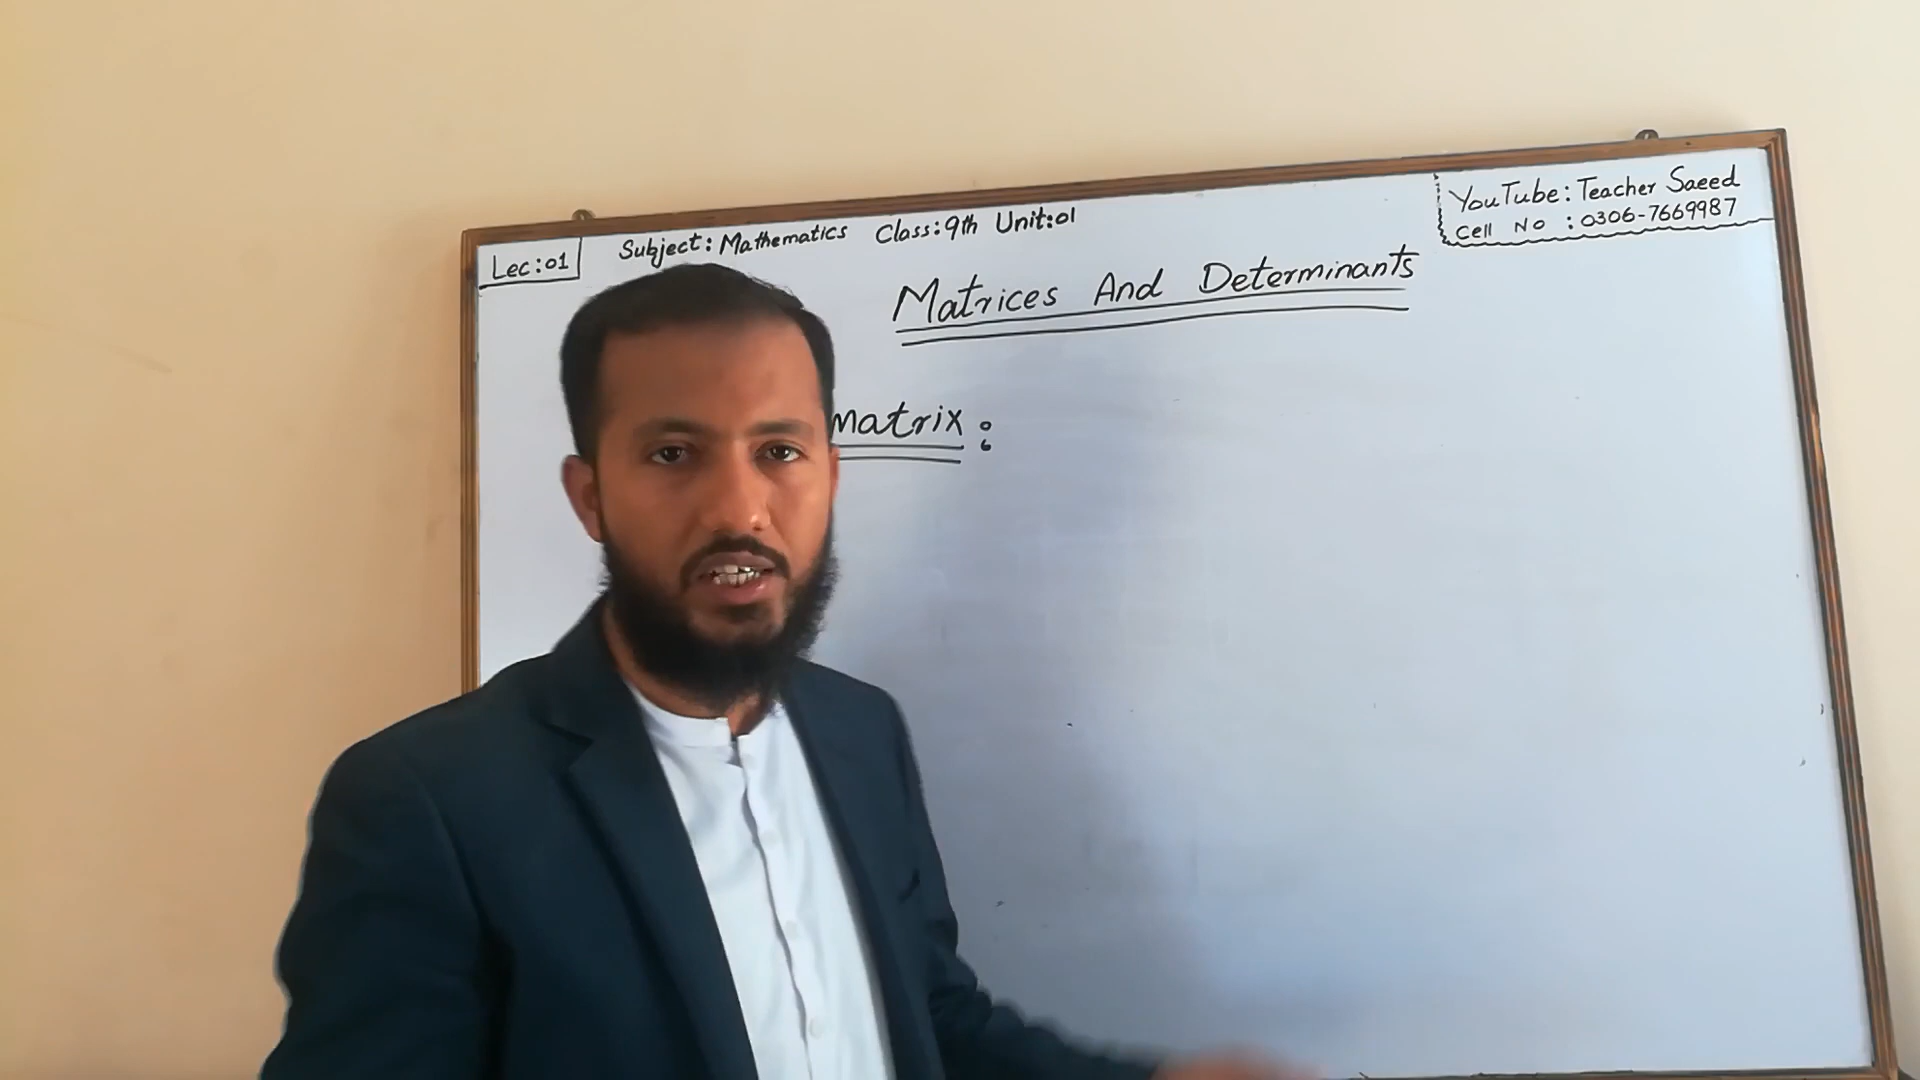 Lec:01
Subject: Mathematics Class:9th Unit:01
YouTube: Teacher Saeed
Cell No : 0306-7669987
Matrices And Determinants
matrix :